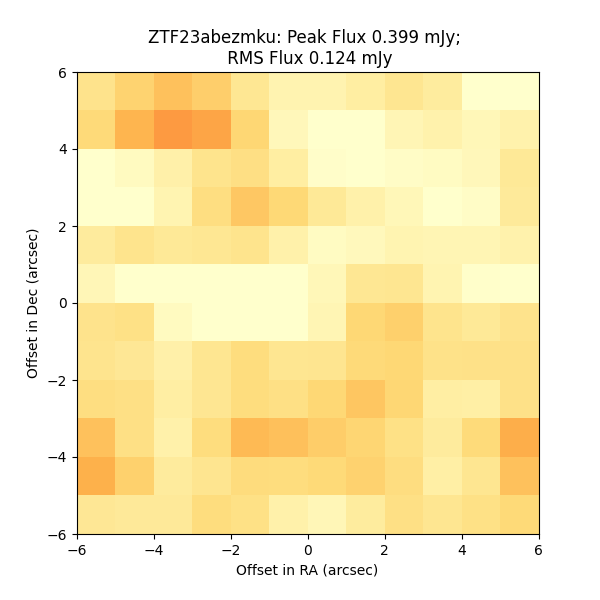 ZTF23abezmku: Peak Flux 0.399 mJy;
RMS Flux 0.124 mJy
6
4
2
0
−2
−4
−6
Offset in Dec (arcsec)
−6 −4 −2 0 2 4 6
Offset in RA (arcsec)